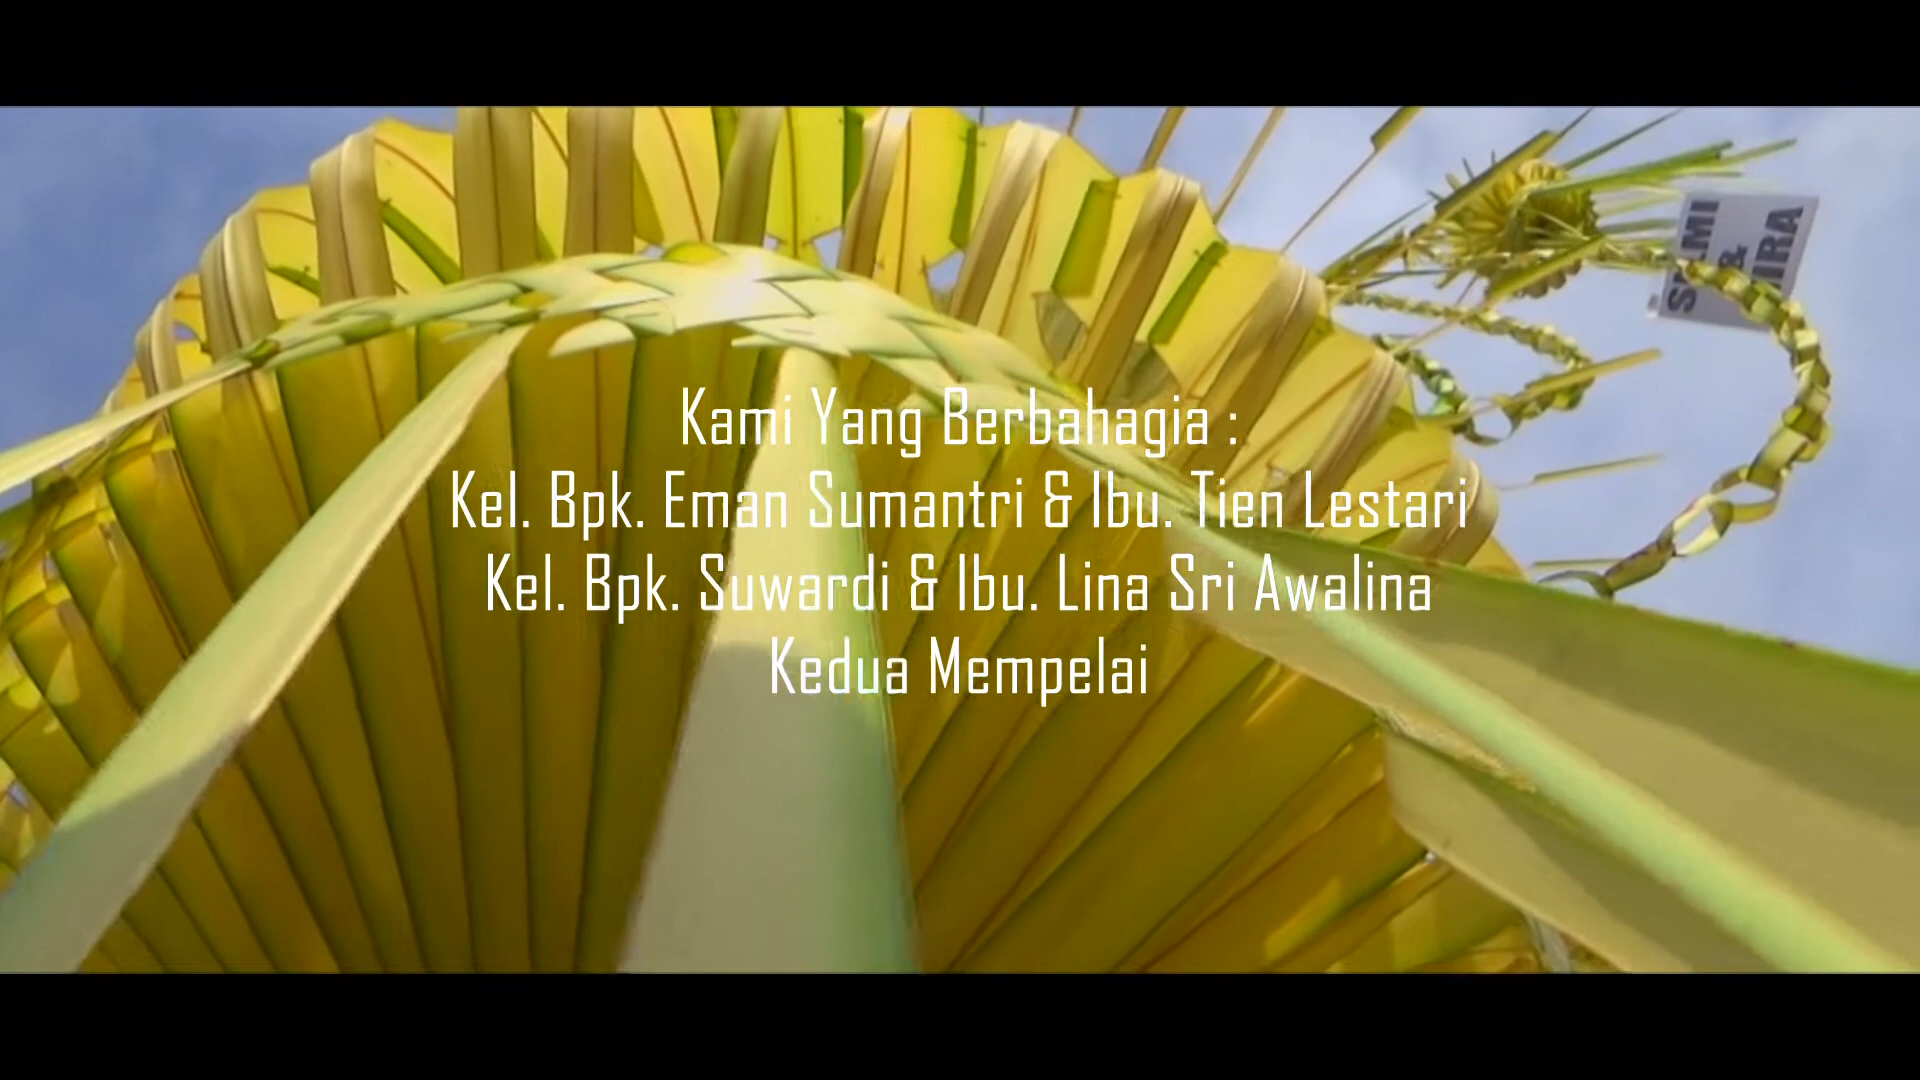 Kami Yang Berbahagia :
Kel. Bpk. Eman Sumantri & Ibu. Tien Lestari
Kel. Bpk. Suwardi & Ibu. Lina Sri Awalina
Kedua Mempelai
&